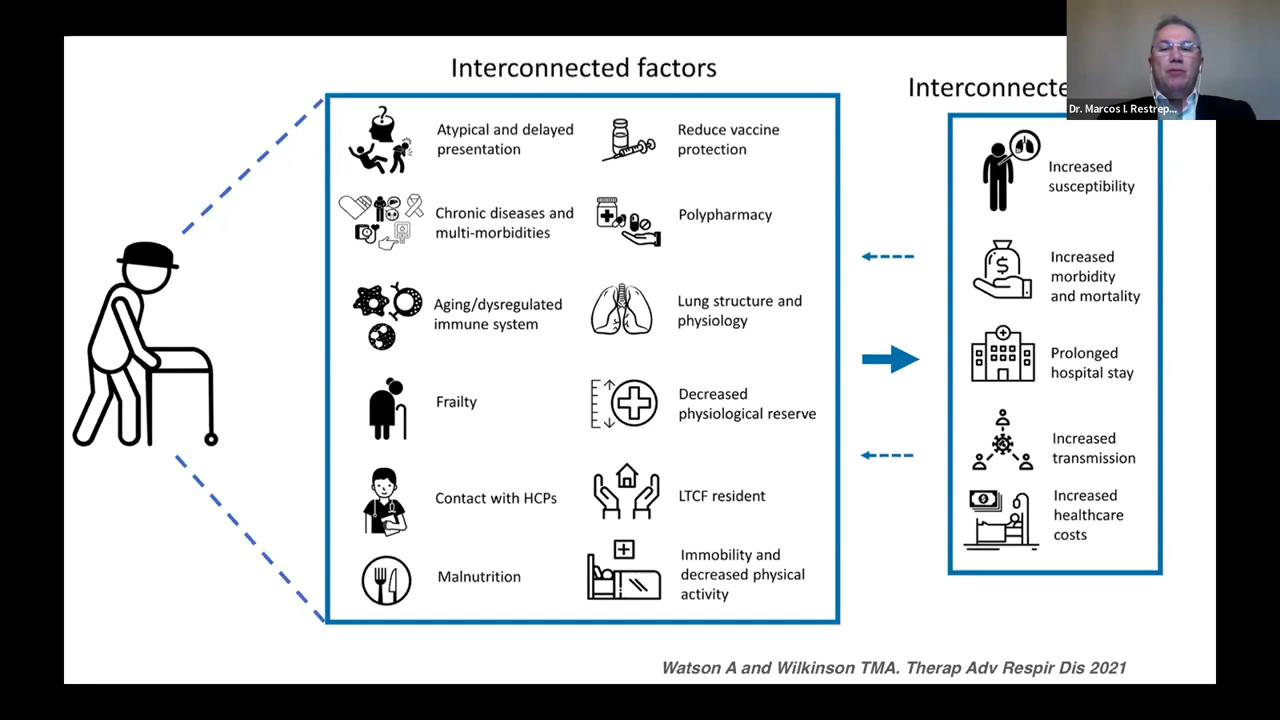 Interconnected factors
Atypical and delayed
presentation
Reduce vaccine
protection
Chronic diseases and
multi-morbidities
Polypharmacy
Aging/dysregulated
immune system
Lung structure and
physiology
Frailty
Decreased
physiological reserve
Contact with HCPs
LTCF resident
Malnutrition
Immobility and
decreased physical
activity
Dr. Marcos I. Restrep...
Increased
susceptibility
Increased
morbidity
and mortality
Prolonged
hospital stay
Increased
transmission
Increased
healthcare
costs
Watson A and Wilkinson TMA. Therap Adv Respir Dis 2021